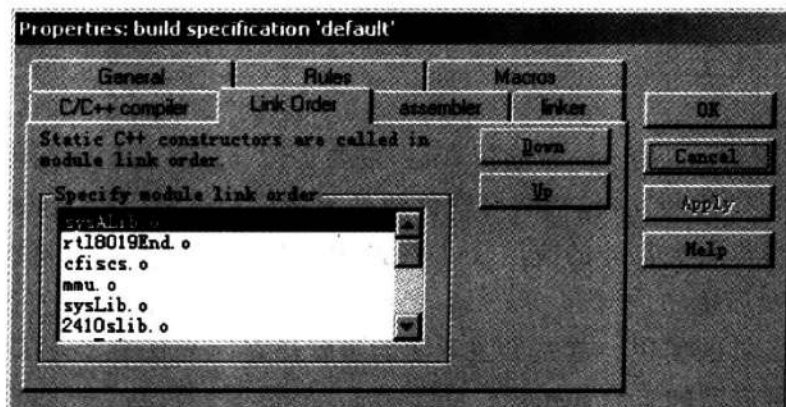 Properties: build specification 'default'
General Rules Macros
C/C++ compiler Link Order assembler linker
Static C++ constructors are called in
module link order.
Down
Up
OK
Cancel
Apply
Help
Specify module link order
sysALib.o
rtl8019End.o
cfiscs.o
mmu.o
sysLib.o
2410slib.o